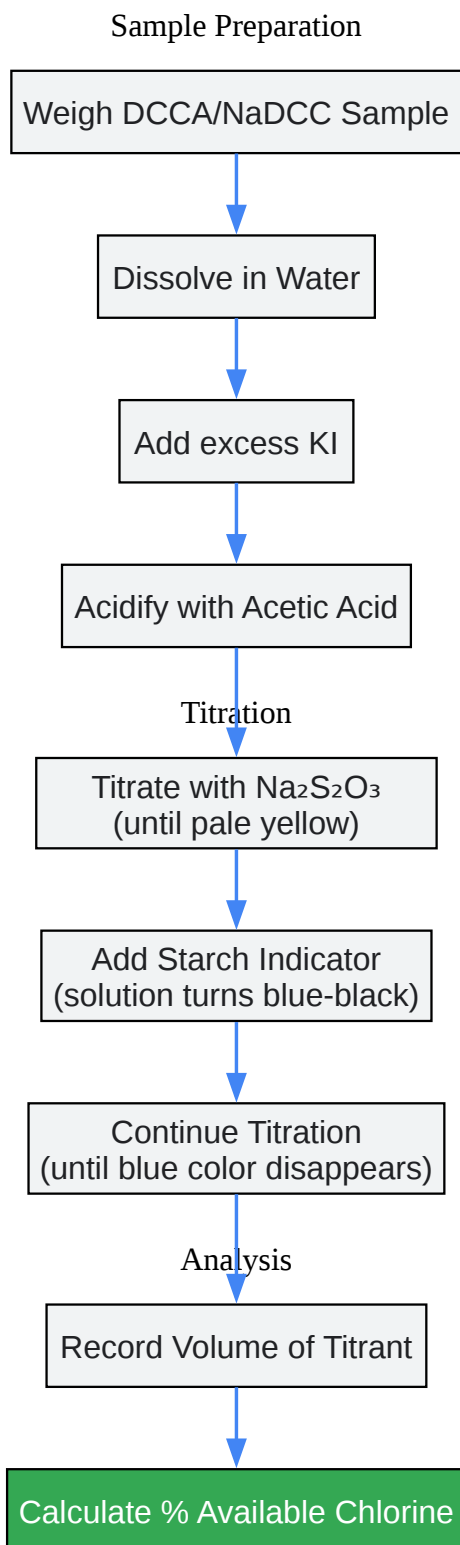 Sample Preparation
Weigh DCCA/NaDCC Sample
Dissolve in Water
Add excess KI
Acidify with Acetic Acid
Titration
Titrate with Na₂S₂O₃
(until pale yellow)
Add Starch Indicator
(solution turns blue-black)
Continue Titration
(until blue color disappears)
Analysis
Record Volume of Titrant
Calculate % Available Chlorine